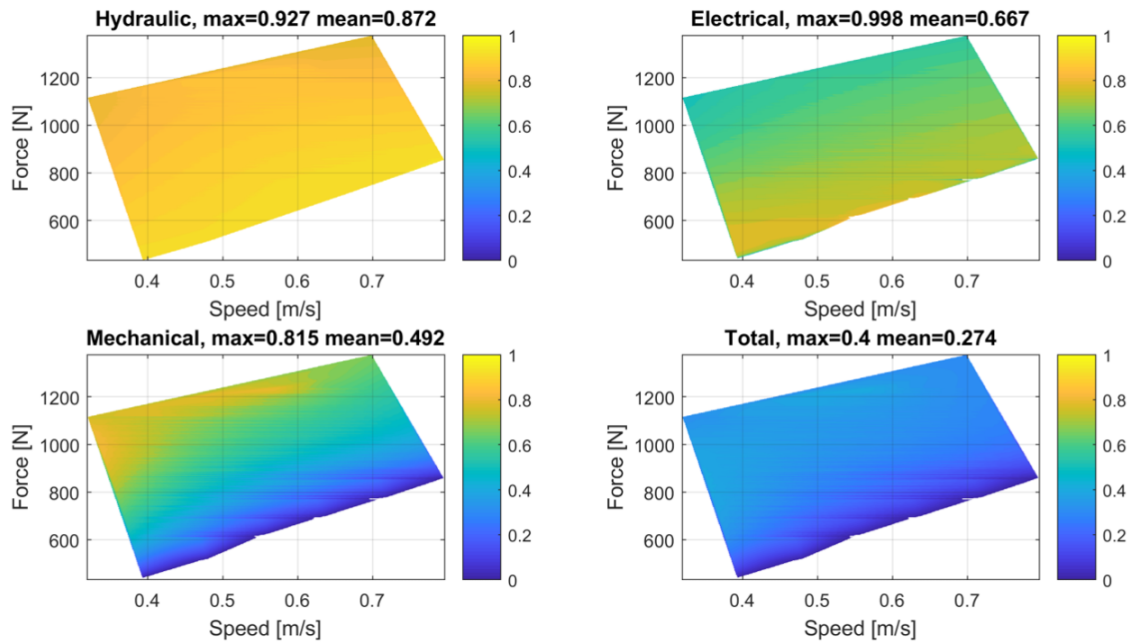 Hydraulic, max=0.927 mean=0.872
1200
1000
800
600
Force [N]
0.4 0.5 0.6 0.7
Speed [m/s]
1
0.8
0.6
0.4
0.2
0
Electrical, max=0.998 mean=0.667
1200
1000
800
600
Force [N]
0.4 0.5 0.6 0.7
Speed [m/s]
1
0.8
0.6
0.4
0.2
0
Mechanical, max=0.815 mean=0.492
1200
1000
800
600
Force [N]
0.4 0.5 0.6 0.7
Speed [m/s]
1
0.8
0.6
0.4
0.2
0
Total, max=0.4 mean=0.274
1200
1000
800
600
Force [N]
0.4 0.5 0.6 0.7
Speed [m/s]
1
0.8
0.6
0.4
0.2
0